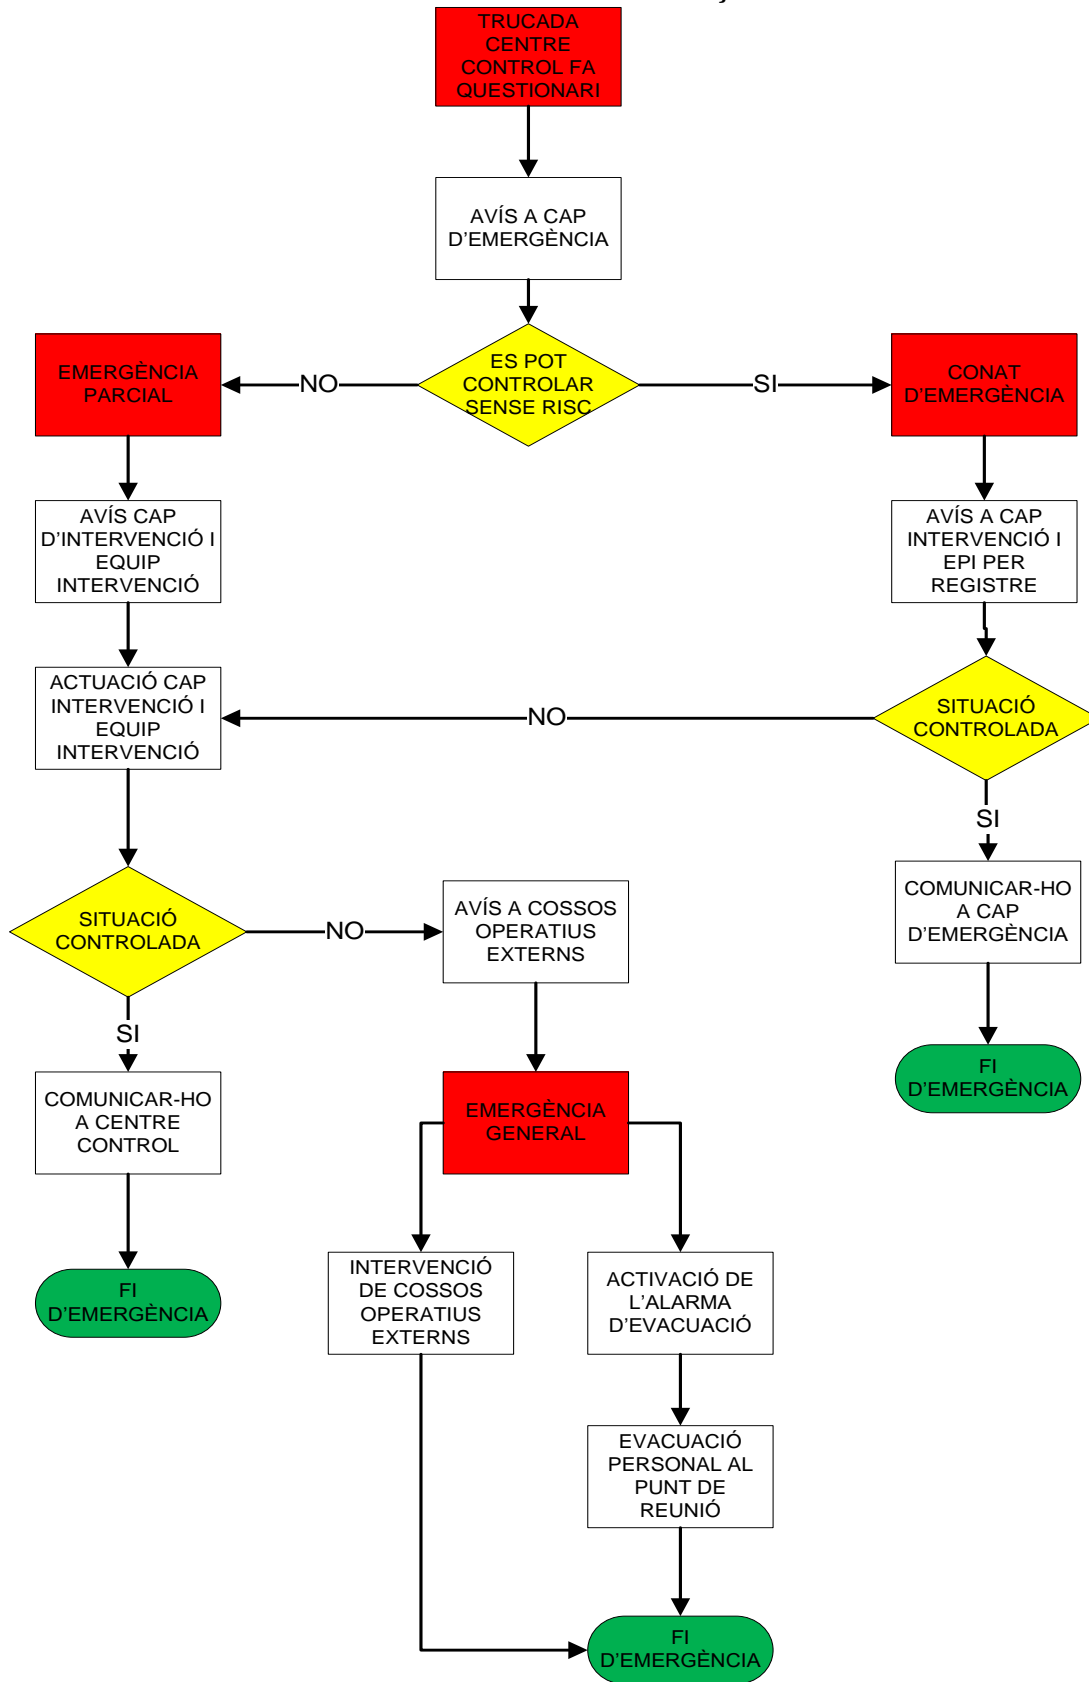 TRUCADA
CENTRE
CONTROL FA
QUESTIONARI
AVÍS A CAP
D'EMERGÈNCIA
ES POT
CONTROLAR
SENSE RISC
NO
SI
EMERGÈNCIA
PARCIAL
CONAT
D'EMERGÈNCIA
AVÍS CAP
D'INTERVENCIÓ I
EQUIP
INTERVENCIÓ
AVÍS A CAP
INTERVENCIÓ I
EPI PER
REGISTRE
ACTUACIÓ CAP
INTERVENCIÓ I
EQUIP
INTERVENCIÓ
NO
SITUACIÓ
CONTROLADA
SI
SITUACIÓ
CONTROLADA
NO
AVÍS A COSSOS
OPERATIUS
EXTERNS
COMUNICAR-HO
A CAP
D'EMERGÈNCIA
SI
COMUNICAR-HO
A CENTRE
CONTROL
EMERGÈNCIA
GENERAL
FI
D'EMERGÈNCIA
FI
D'EMERGÈNCIA
INTERVENCIÓ
DE COSSOS
OPERATIUS
EXTERNS
ACTIVACIÓ DE
L'ALARMA
D'EVACUACIÓ
EVACUACIÓ
PERSONAL AL
PUNT DE
REUNIÓ
FI
D'EMERGÈNCIA